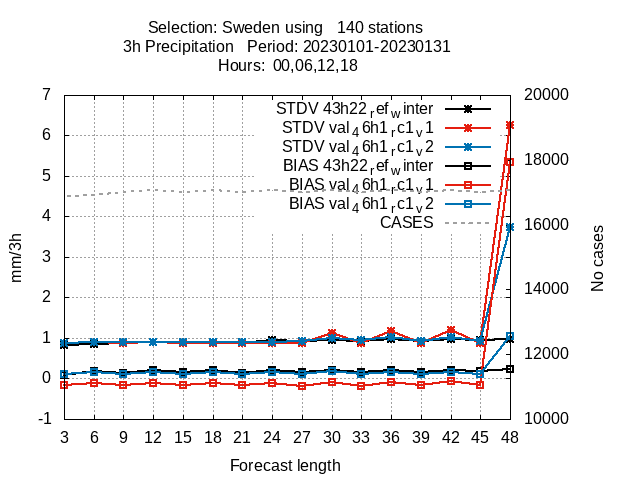 Selection: Sweden using 140 stations
3h Precipitation Period: 20230101-20230131
Hours: 00,06,12,18
STDV 43h22_ref_winter
STDV val_46h1_rc1_v1
STDV val_46h1_rc1_v2
BIAS 43h22_ref_winter
BIAS val_46h1_rc1_v1
BIAS val_46h1_rc1_v2
CASES
7
6
5
4
3
2
1
0
-1
mm/3h
20000
18000
16000
14000
12000
10000
No cases
3 6 9 12 15 18 21 24 27 30 33 36 39 42 45 48
Forecast length